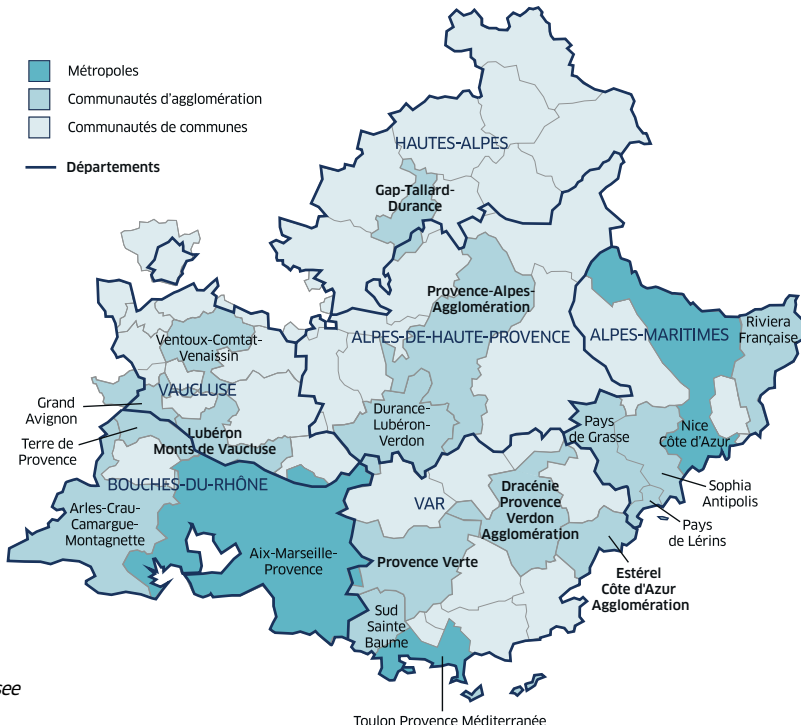 Métropoles
Communautés d'agglomération
Communautés de communes
Départements
HAUTES-ALPES
Gap-Tallard-
Durance
Provence-Alpes-
Agglomération
ALPES-DE-HAUTE-PROVENCE
ALPES-MARITIMES
Riviera
Française
Ventoux-Comtat-
Venaissin
VAUCLUSE
Grand
Avignon
Terre de
Provence
Lubéron
Monts de Vaucluse
Durance-
Lubéron-
Verdon
Pays
de Grasse
Nice
Côte d'Azur
BOUCHES-DU-RHÔNE
Arles-Crau-
Camargue-
Montagnette
VAR
Dracénie
Provence
Verdon
Agglomération
Sophia
Antipolis
Pays
de Lérins
Aix-Marseille-
Provence
Provence Verte
Estérel
Côte d'Azur
Agglomération
Sud
Sainte
Baume
see
Toulon Provence Méditerranée